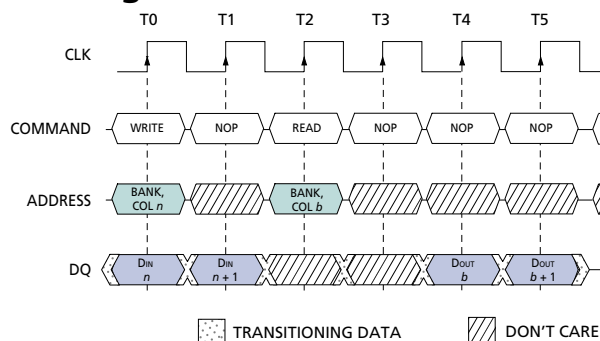 T0 T1 T2 T3 T4 T5
CLK
COMMAND WRITE NOP READ NOP NOP NOP
ADDRESS BANK, COL n BANK, COL b
DQ DIN n DIN n + 1 DOUT b DOUT b + 1
TRANSITIONING DATA DON'T CARE